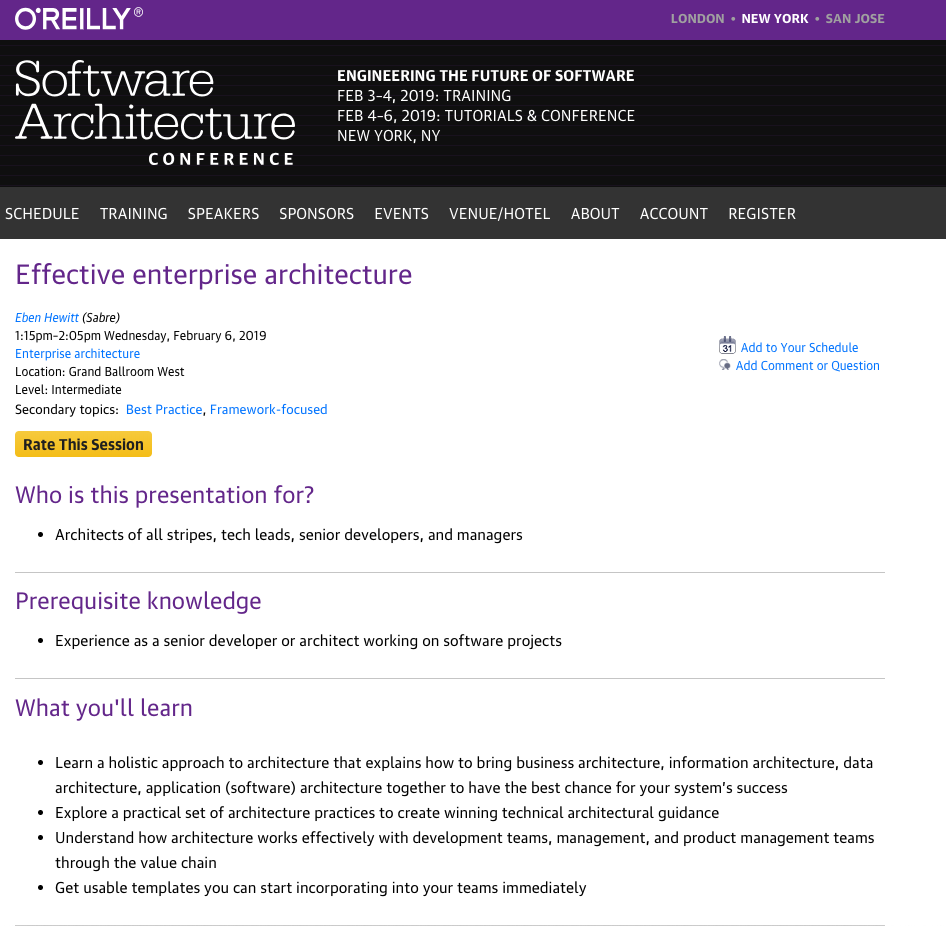 O'REILLY®
LONDON • NEW YORK • SAN JOSE
Software
Architecture
CONFERENCE
ENGINEERING THE FUTURE OF SOFTWARE
FEB 3–4, 2019: TRAINING
FEB 4–6, 2019: TUTORIALS & CONFERENCE
NEW YORK, NY
SCHEDULE TRAINING SPEAKERS SPONSORS EVENTS VENUE/HOTEL ABOUT ACCOUNT REGISTER
Effective enterprise architecture
Eben Hewitt (Sabre)
1:15pm–2:05pm Wednesday, February 6, 2019
Enterprise architecture
Location: Grand Ballroom West
Level: Intermediate
Secondary topics: Best Practice, Framework-focused
31 Add to Your Schedule
Add Comment or Question
Rate This Session
Who is this presentation for?
• Architects of all stripes, tech leads, senior developers, and managers
Prerequisite knowledge
• Experience as a senior developer or architect working on software projects
What you'll learn
• Learn a holistic approach to architecture that explains how to bring business architecture, information architecture, data
architecture, application (software) architecture together to have the best chance for your system's success
• Explore a practical set of architecture practices to create winning technical architectural guidance
• Understand how architecture works effectively with development teams, management, and product management teams
through the value chain
• Get usable templates you can start incorporating into your teams immediately